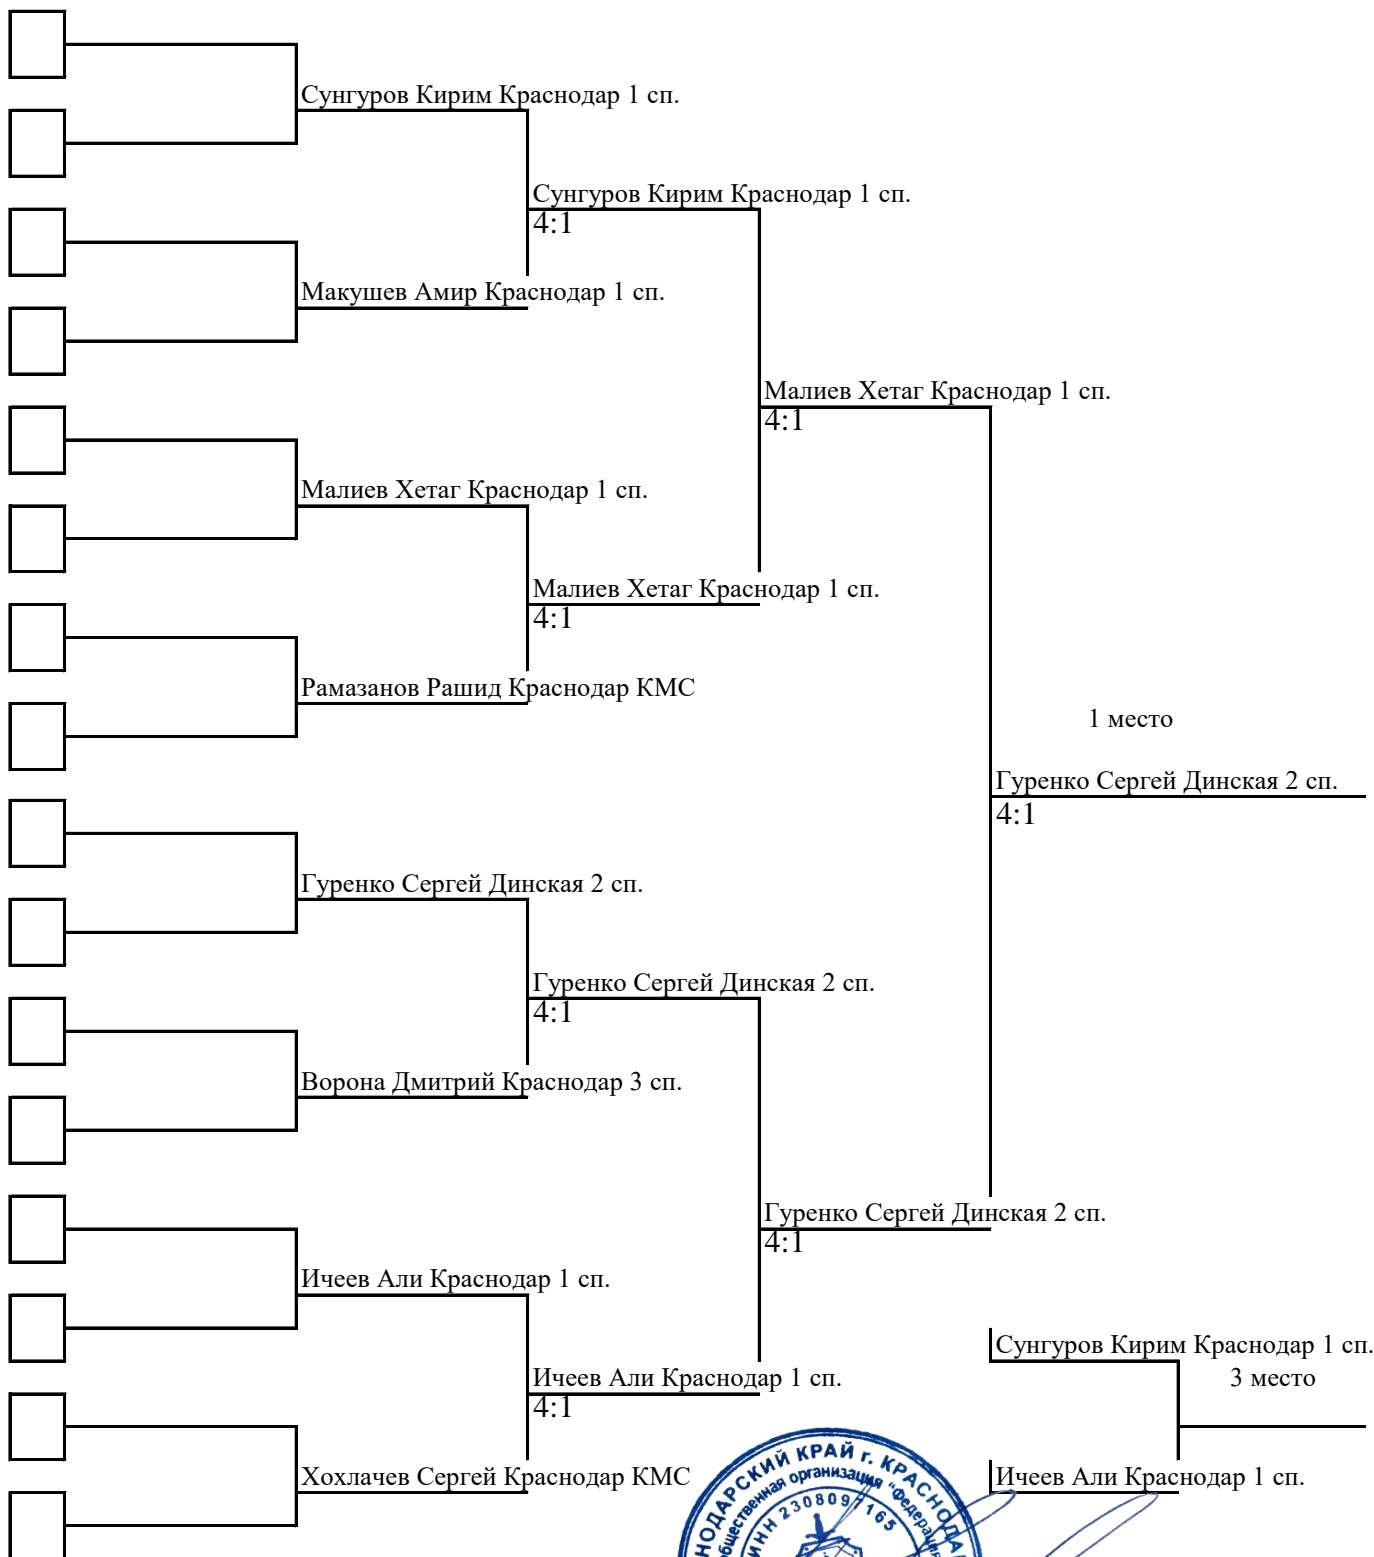 Сунгуров Кирим Краснодар 1 сп.
Сунгуров Кирим Краснодар 1 сп.
4:1
Макушев Амир Краснодар 1 сп.
Малиев Хетаг Краснодар 1 сп.
4:1
Малиев Хетаг Краснодар 1 сп.
Малиев Хетаг Краснодар 1 сп.
4:1
Рамазанов Рашид Краснодар КМС
1 место
Гуренко Сергей Динская 2 сп.
4:1
Гуренко Сергей Динская 2 сп.
Гуренко Сергей Динская 2 сп.
4:1
Ворона Дмитрий Краснодар 3 сп.
Гуренко Сергей Динская 2 сп.
4:1
Ичеев Али Краснодар 1 сп.
Сунгуров Кирим Краснодар 1 сп.
3 место
Ичеев Али Краснодар 1 сп.
4:1
Хохлачев Сергей Краснодар КМС
Ичеев Али Краснодар 1 сп.
КРАЙ г.
организация "Федерация
ИНН 2308097165